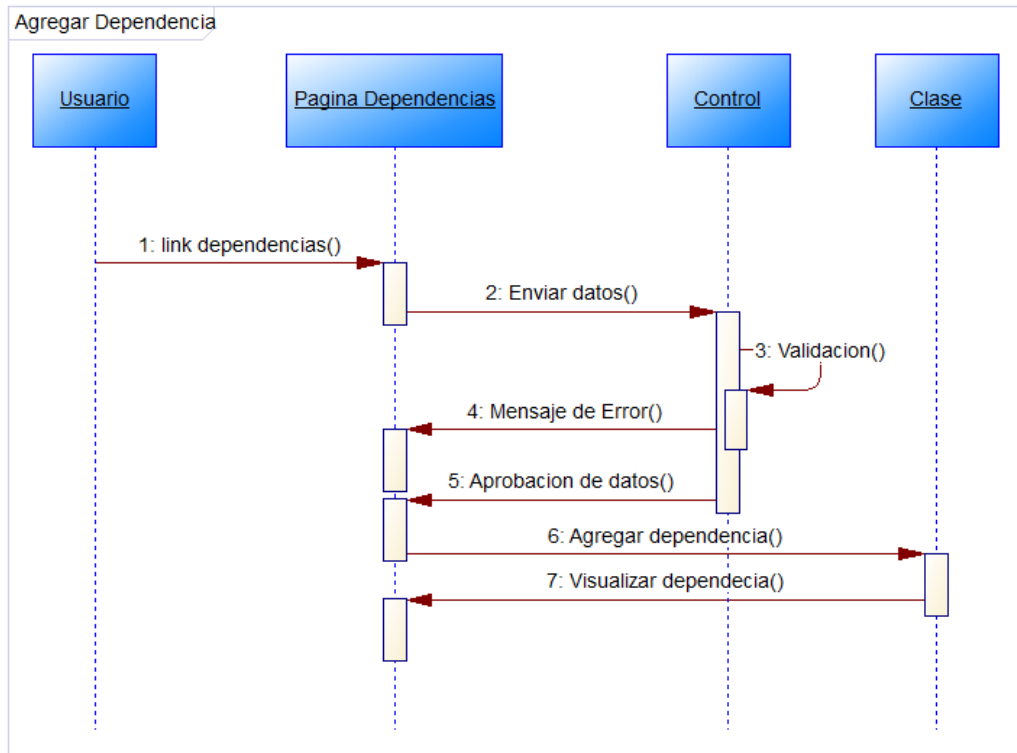 Agregar Dependencia
Usuario
Pagina Dependencias
Control
Clase
1: link dependencias()
2: Enviar datos()
3: Validacion()
4: Mensaje de Error()
5: Aprobacion de datos()
6: Agregar dependencia()
7: Visualizar dependecia()